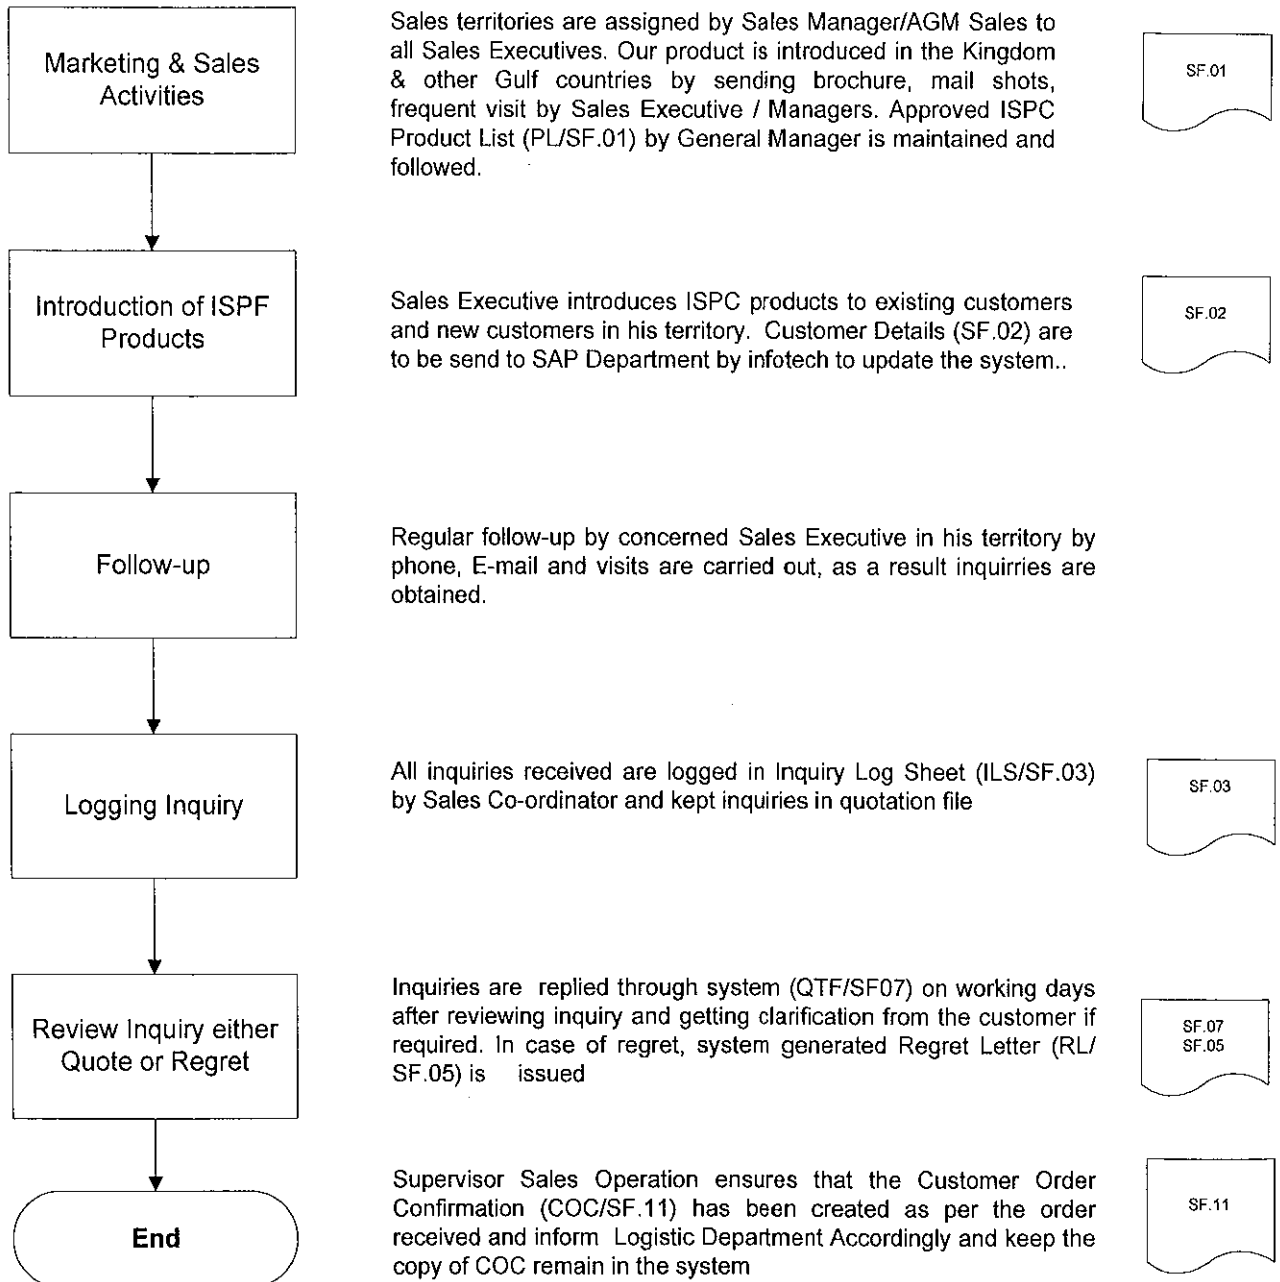 Marketing & Sales
Activities
Sales territories are assigned by Sales Manager/AGM Sales to
all Sales Executives. Our product is introduced in the Kingdom
& other Gulf countries by sending brochure, mail shots,
frequent visit by Sales Executive / Managers. Approved ISPC
Product List (PL/SF.01) by General Manager is maintained and
followed.
SF.01
Introduction of ISPF
Products
Sales Executive introduces ISPC products to existing customers
and new customers in his territory. Customer Details (SF.02) are
to be send to SAP Department by infotech to update the system..
SF.02
Follow-up
Regular follow-up by concerned Sales Executive in his territory by
phone, E-mail and visits are carried out, as a result inquirries are
obtained.
Logging Inquiry
All inquiries received are logged in Inquiry Log Sheet (ILS/SF.03)
by Sales Co-ordinator and kept inquiries in quotation file
SF.03
Review Inquiry either
Quote or Regret
Inquiries are replied through system (QTF/SF07) on working days
after reviewing inquiry and getting clarification from the customer if
required. In case of regret, system generated Regret Letter (RL/
SF.05) is issued
SF.07
SF.05
End
Supervisor Sales Operation ensures that the Customer Order
Confirmation (COC/SF.11) has been created as per the order
received and inform Logistic Department Accordingly and keep the
copy of COC remain in the system
SF.11